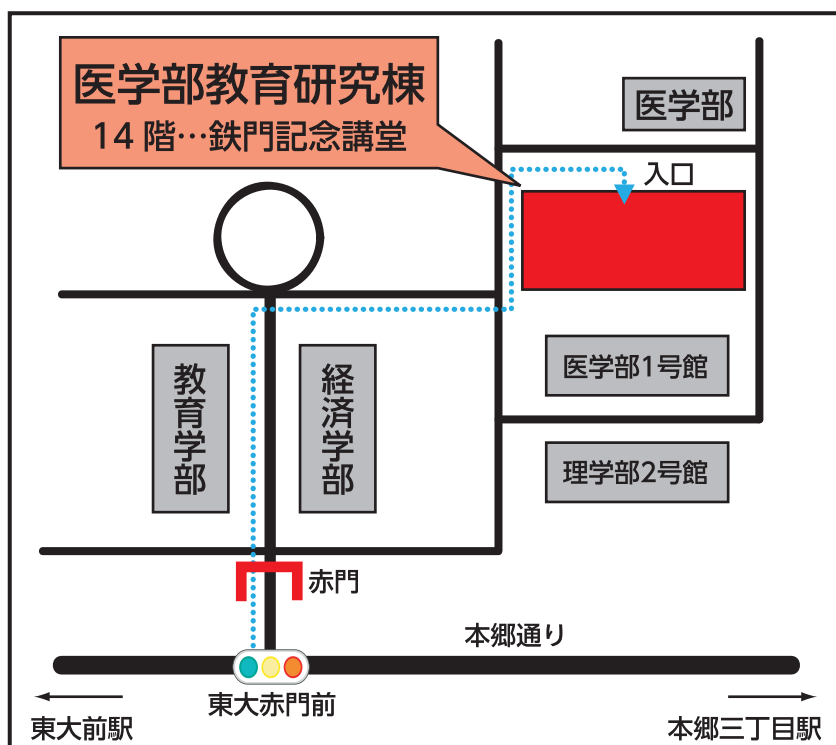 医学部教育研究棟
14階…鉄門記念講堂
医学部
入口
医学部1号館
教育学部
経済学部
理学部2号館
赤門
本郷通り
東大赤門前
東大前駅
本郷三丁目駅